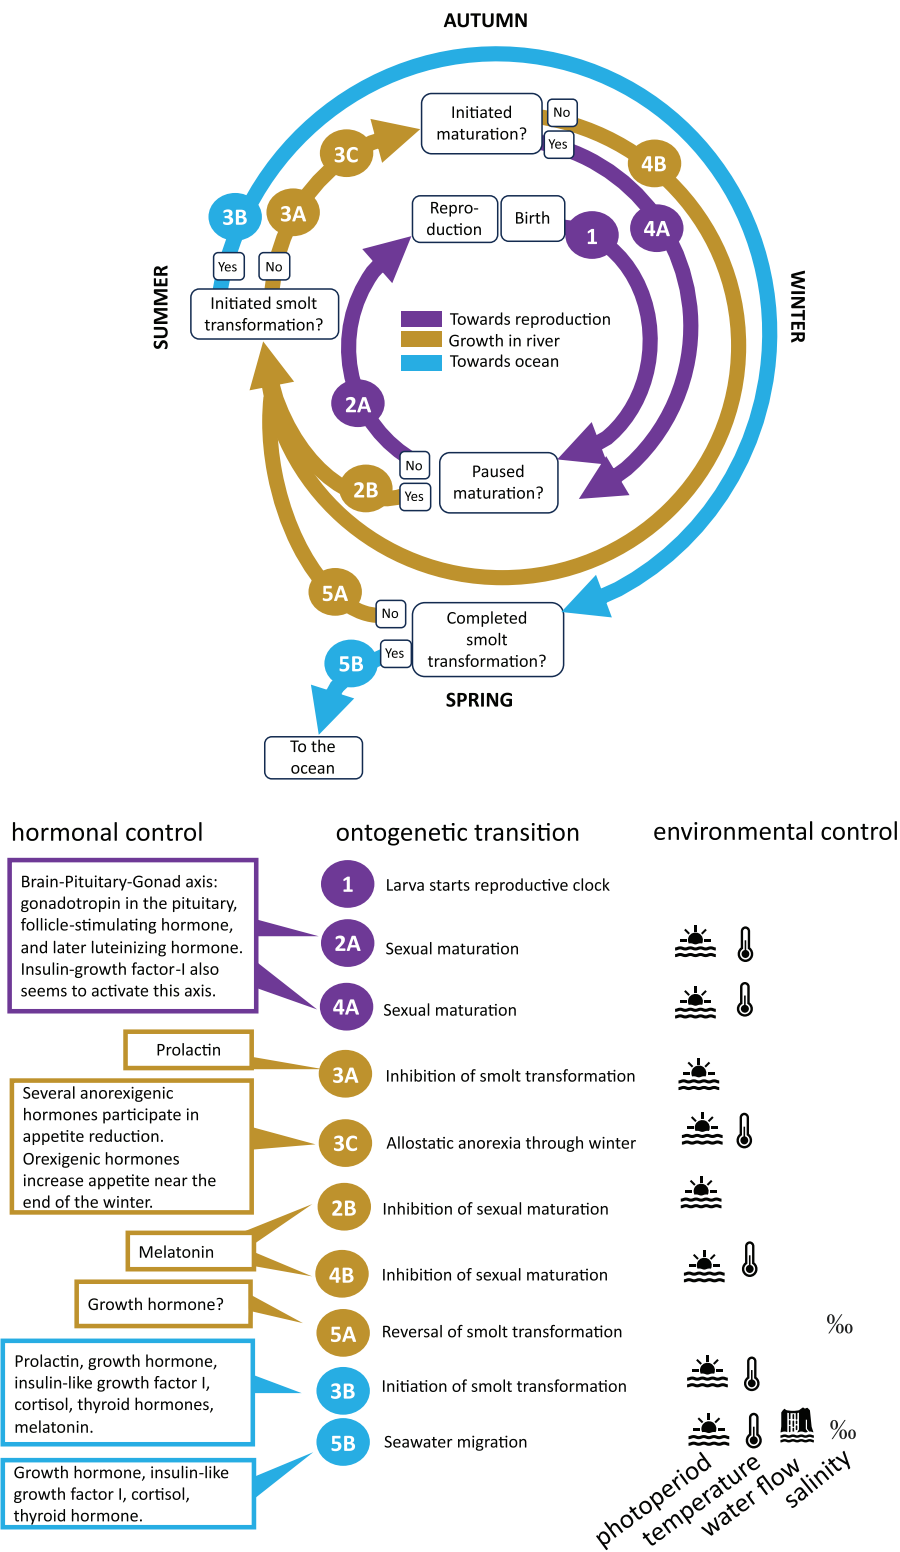 AUTUMN
Initiated
maturation?
No
Yes
3C
4B
3B
3A
4A
Repro-
duction
Birth
1
Yes
No
SUMMER
WINTER
Initiated smolt
transformation?
Towards reproduction
Growth in river
Towards ocean
2A
No
Yes
Paused
maturation?
2B
5A
No
Yes
Completed
smolt
transformation?
5B
SPRING
To the
ocean
hormonal control
ontogenetic transition
environmental control
Brain-Pituitary-Gonad axis:
gonadotropin in the pituitary,
follicle-stimulating hormone,
and later luteinizing hormone.
Insulin-growth factor-I also
seems to activate this axis.
1
Larva starts reproductive clock
2A
Sexual maturation
4A
Sexual maturation
Prolactin
3A
Inhibition of smolt transformation
Several anorexigenic
hormones participate in
appetite reduction.
Orexigenic hormones
increase appetite near the
end of the winter.
3C
Allostatic anorexia through winter
2B
Inhibition of sexual maturation
Melatonin
4B
Inhibition of sexual maturation
Growth hormone?
5A
Reversal of smolt transformation
‰
Prolactin, growth hormone,
insulin-like growth factor I,
cortisol, thyroid hormones,
melatonin.
3B
Initiation of smolt transformation
5B
Seawater migration
‰
Growth hormone, insulin-like
growth factor I, cortisol,
thyroid hormone.
photoperiod
temperature
water flow
salinity